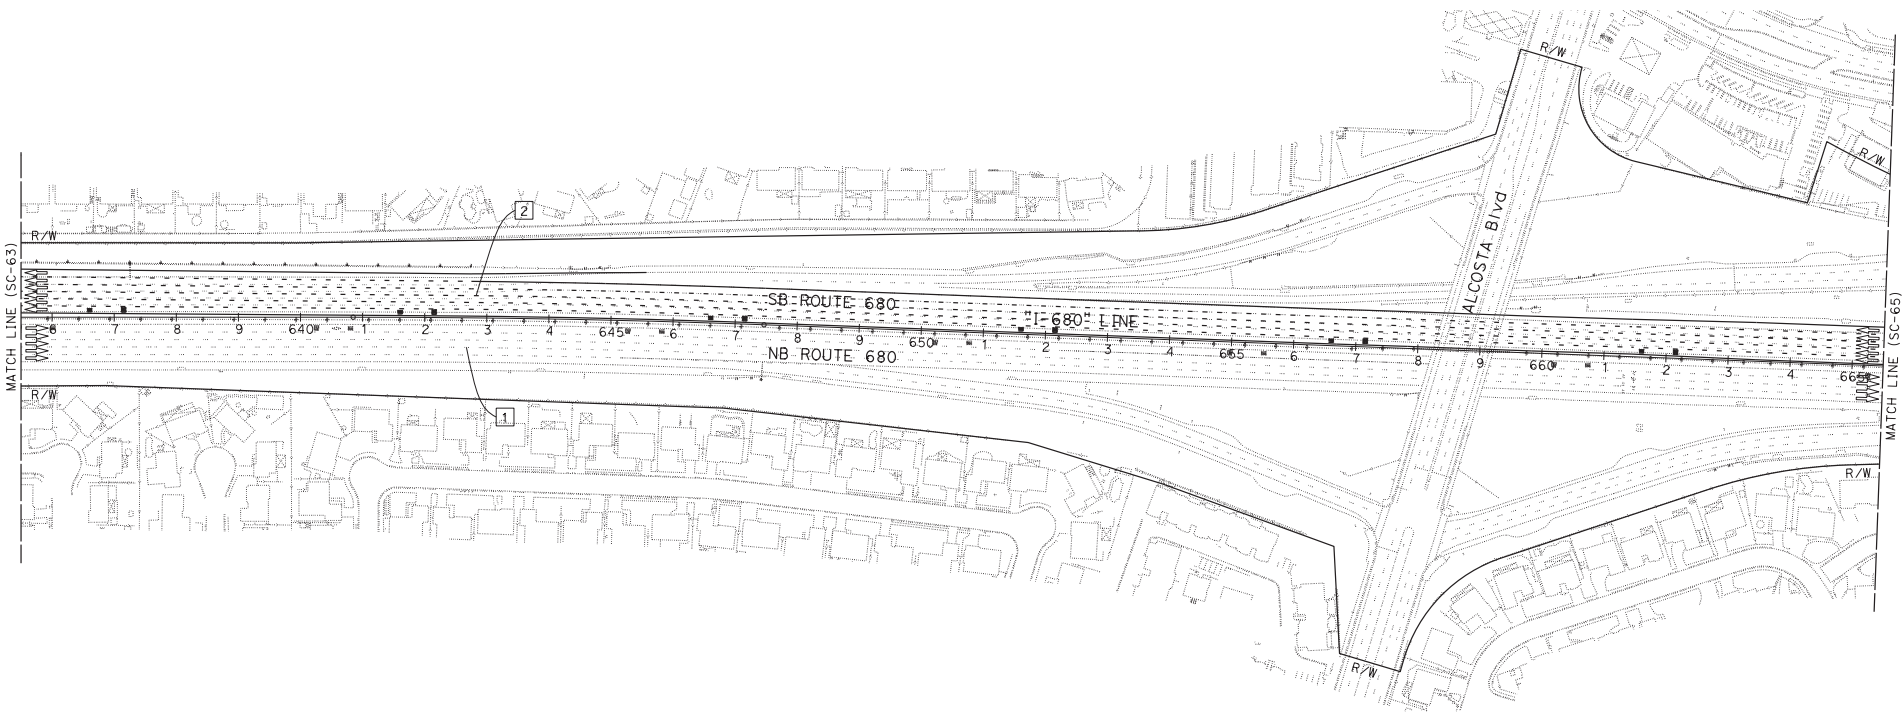 R/W
R/W
2
R/W
ALCOSTA Blvd
MATCH LINE (SC-63)
SB ROUTE 680
"I-680" LINE
MATCH LINE (SC-65)
6 7 8 9 640 1 2 3 4 645 6 7 8 9 650 1 2 3 4 655 6 7 8 9 660 1 2 3 4 665
NB ROUTE 680
R/W
1
R/W
R/W